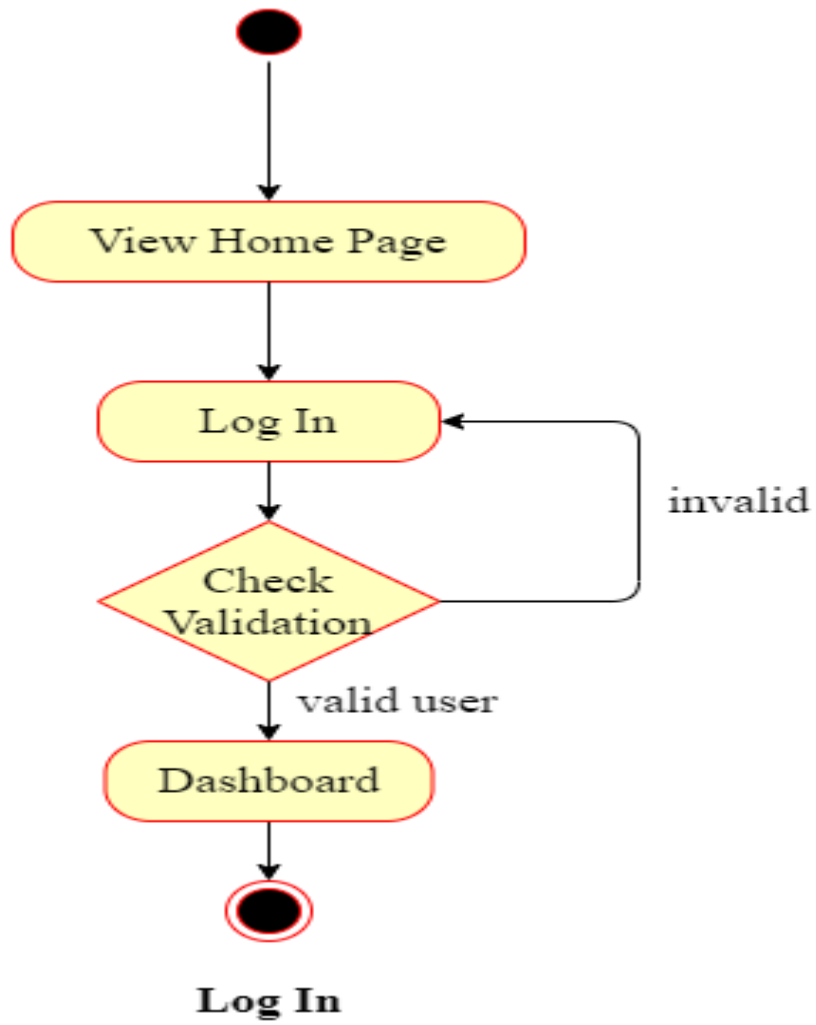 View Home Page
Log In
invalid
Check
Validation
valid user
Dashboard
Log In